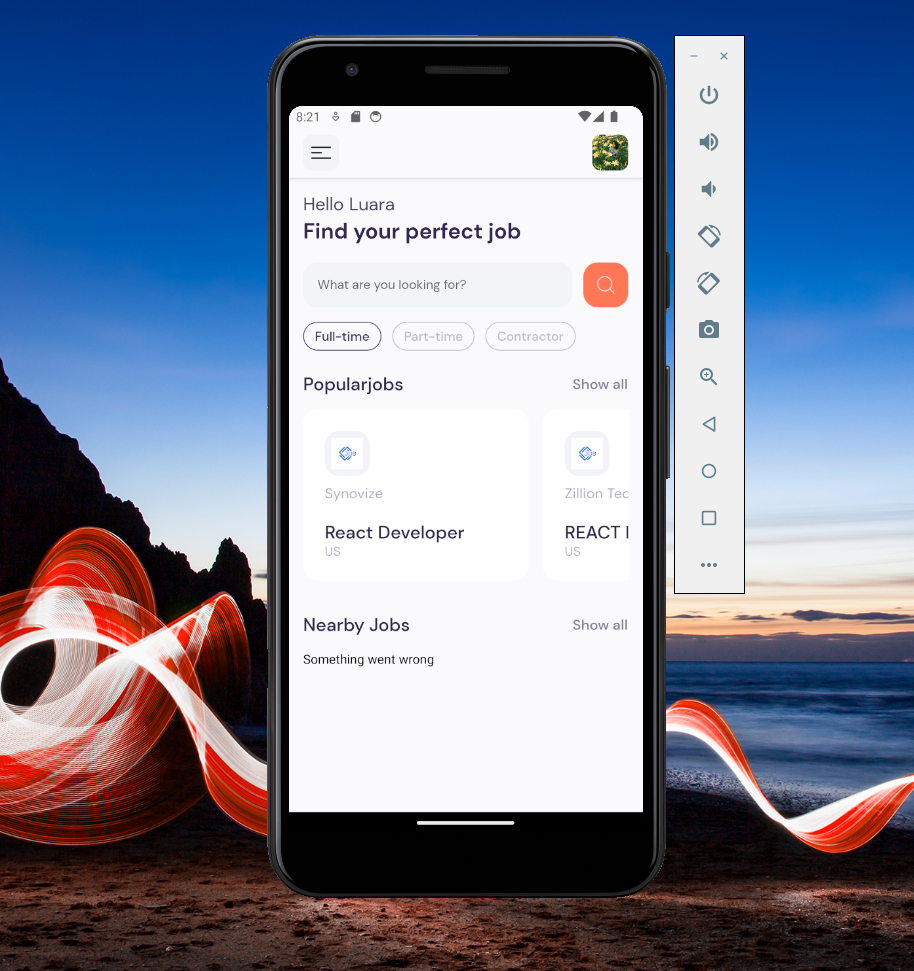 8:21
Hello Luara
Find your perfect job
What are you looking for?
Full-time Part-time Contractor
Popularjobs Show all
Synovize Zillion Tec
React Developer REACT
US US
Nearby Jobs Show all
Something went wrong